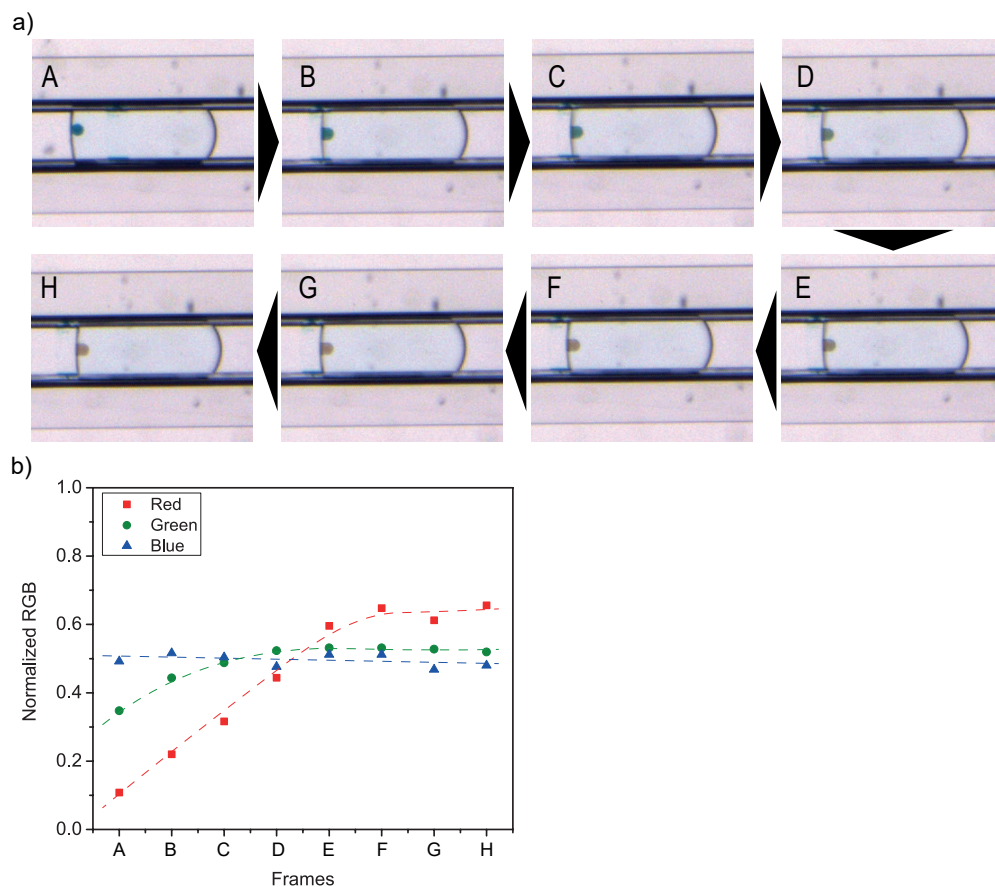 a)
A B C D
H G F E
b)
1.0
Red
Green
Blue
0.8
0.6
0.4
0.2
0.0
Normalized RGB
A B C D E F G H
Frames